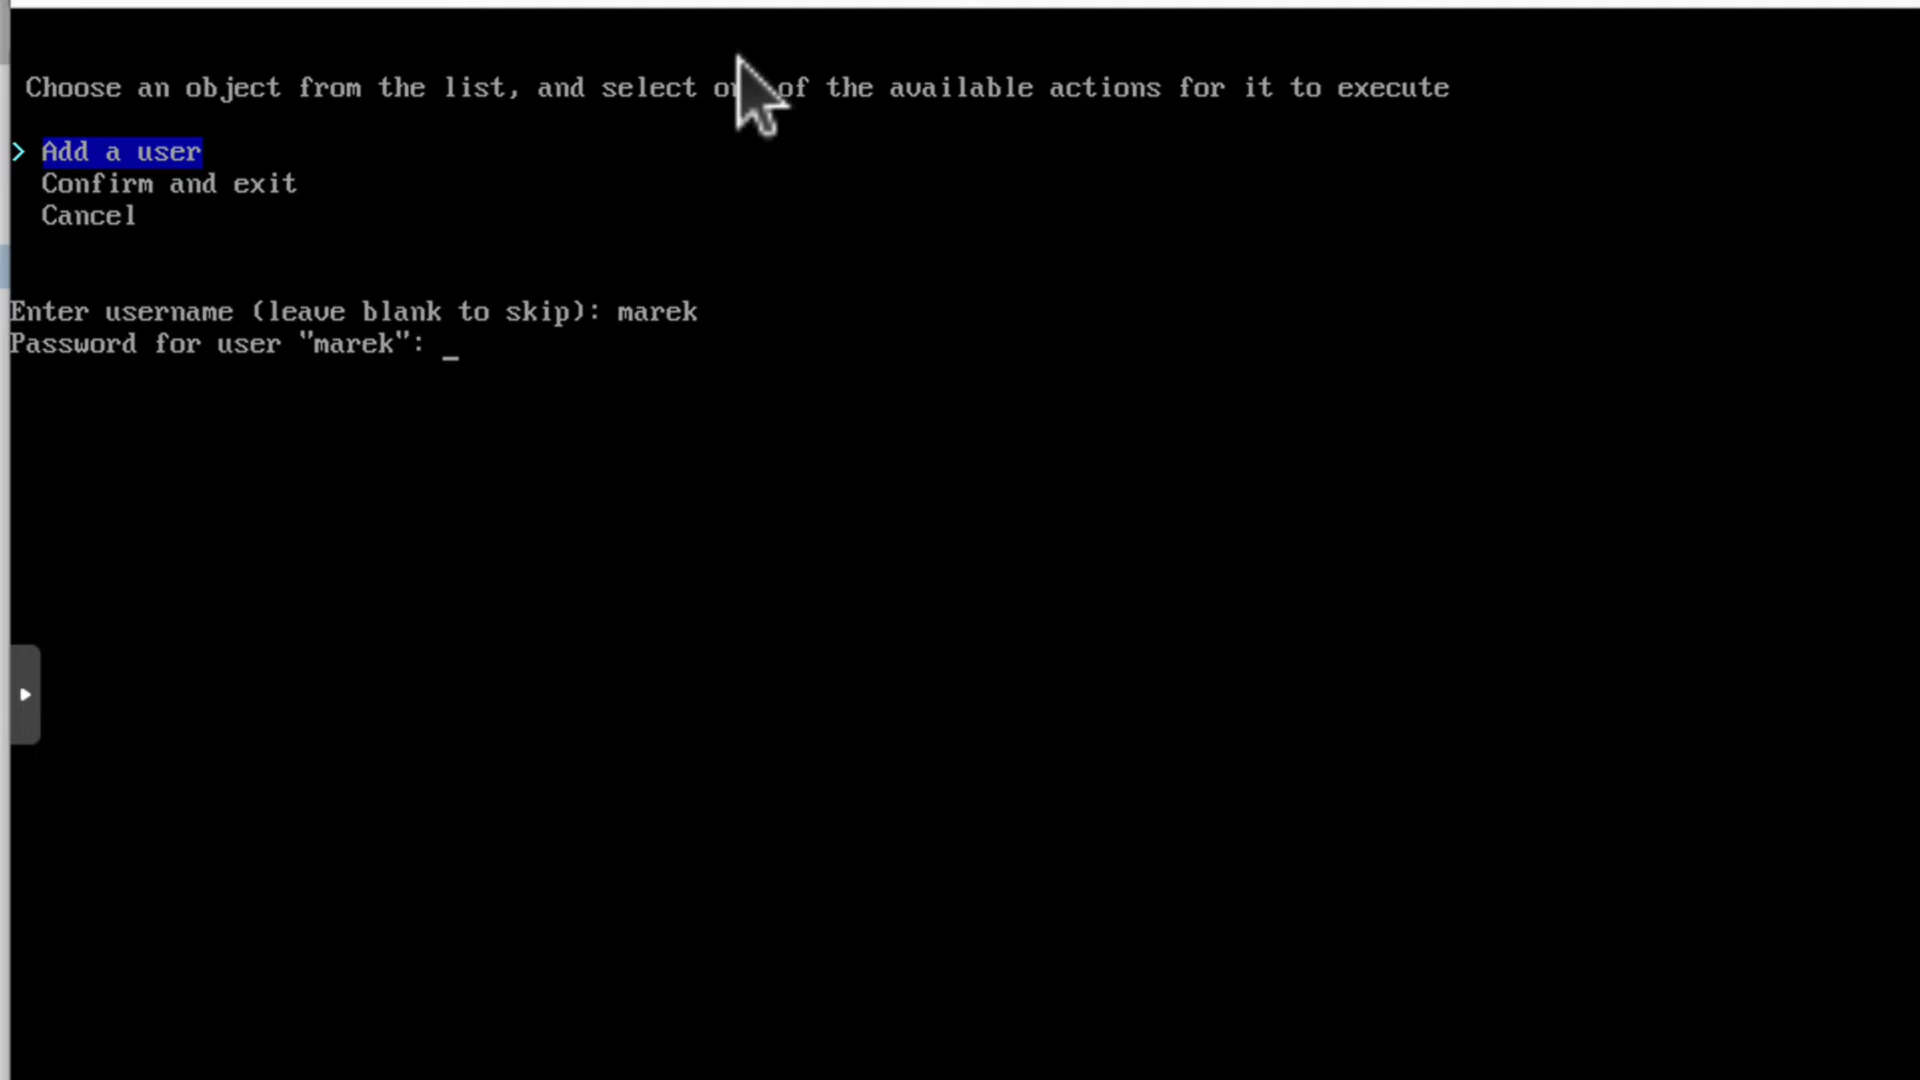 Choose an object from the list, and select of the available actions for it to execute
> Add a user
Confirm and exit
Cancel
Enter username (leave blank to skip): marek
Password for user "marek": _